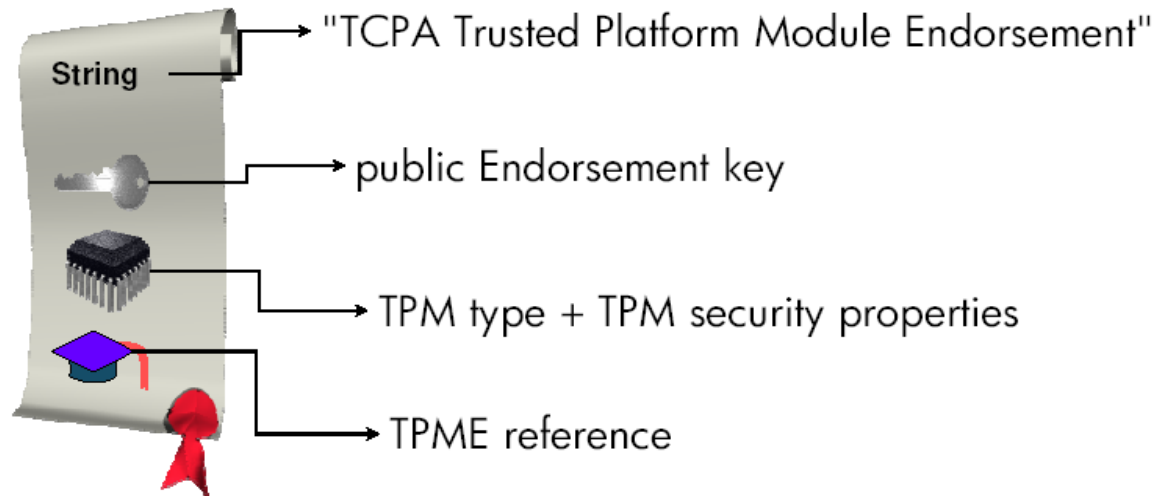 "TCPA Trusted Platform Module Endorsement"
String
public Endorsement key
TPM type + TPM security properties
TPME reference